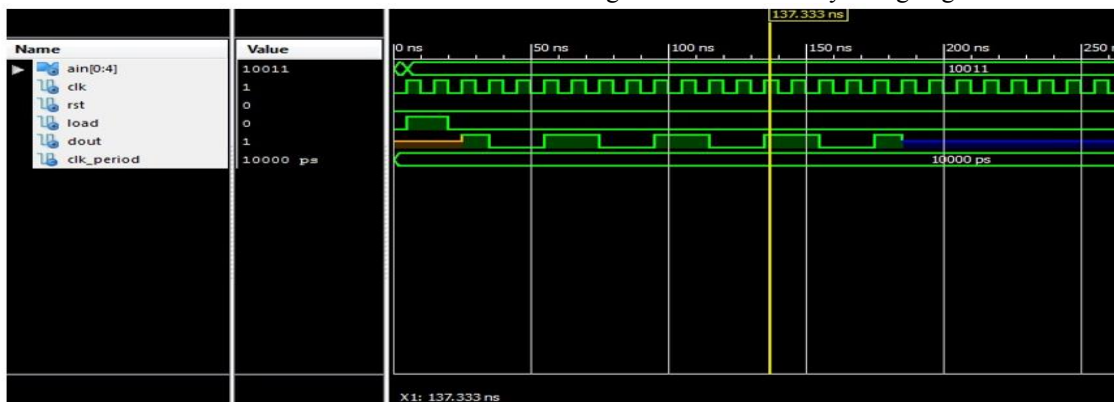 137.333 ns
Name Value 0 ns 50 ns 100 ns 150 ns 200 ns 250
ain[0:4] 10011 10011
clk 1
rst 0
load 0
dout 1
clk_period 10000 ps 10000 ps
X1: 137.333 ns